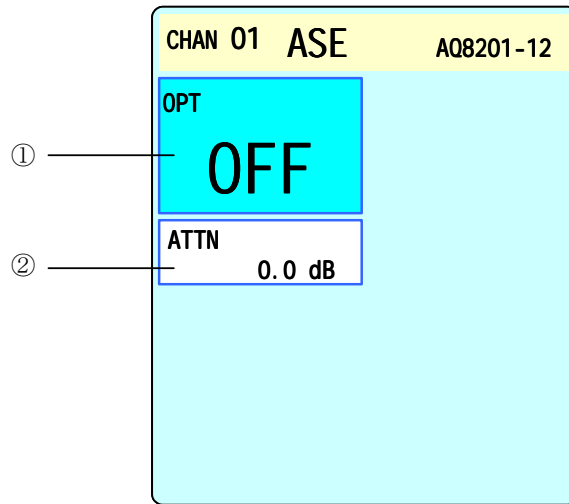 CHAN 01 ASE AQ8201-12
OPT
① OFF
ATTN
② 0.0 dB